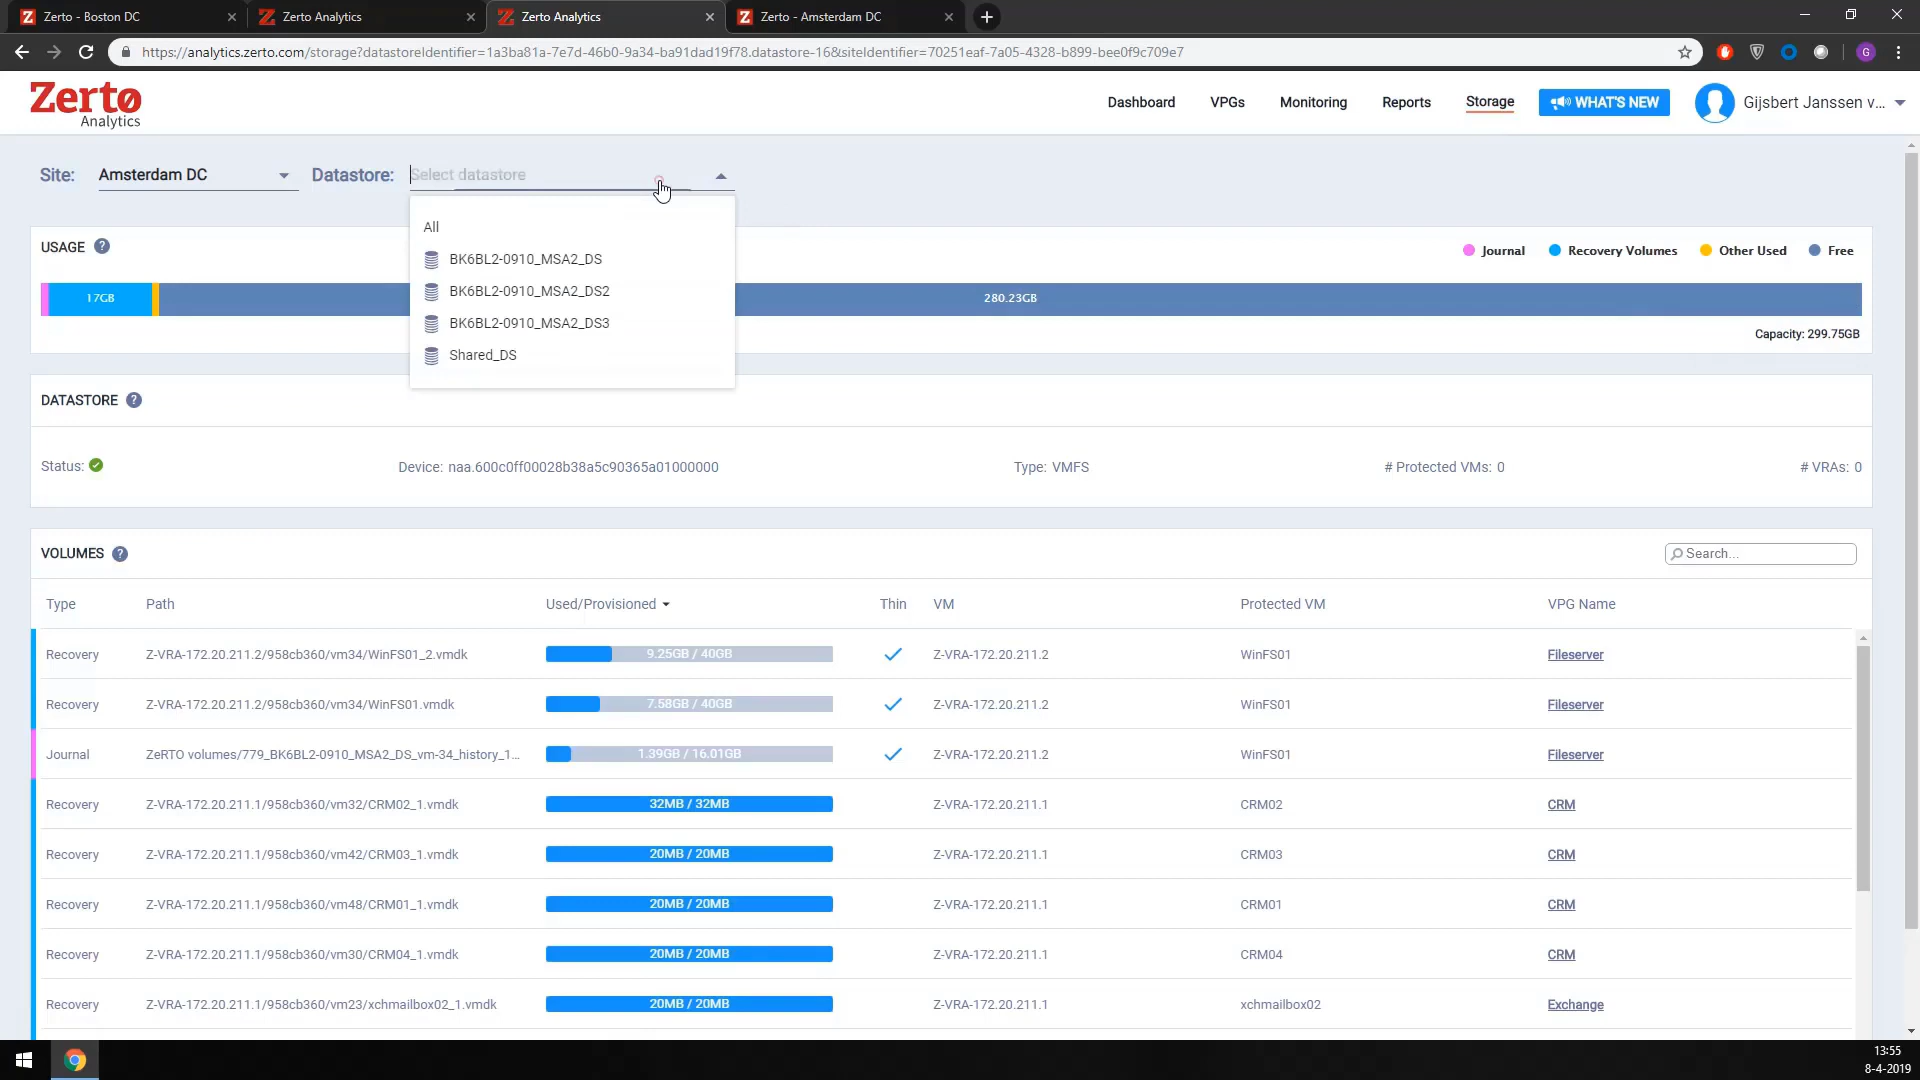 Zerto - Boston DC
Zerto Analytics
Zerto Analytics
Zerto - Amsterdam DC
https://analytics.zerto.com/storage?datastoreIdentifier=1a3ba81a-7e7d-46b0-9a34-ba91dad19f78.datastore-16&siteIdentifier=70251eaf-7a05-4328-b899-bee0f9c709e7
G
Zerto
Analytics
Dashboard
VPGs
Monitoring
Reports
Storage
WHAT'S NEW
Gijsbert Janssen v...
Site: Amsterdam DC
Datastore: Select datastore
All
BK6BL2-0910_MSA2_DS
BK6BL2-0910_MSA2_DS2
BK6BL2-0910_MSA2_DS3
Shared_DS
USAGE ?
Journal
Recovery Volumes
Other Used
Free
17GB
280.23GB
Capacity: 299.75GB
DATASTORE ?
Status:
Device: naa.600c0ff00028b38a5c90365a01000000
Type: VMFS
# Protected VMs: 0
# VRAs: 0
VOLUMES ?
Search...
Type Path Used/Provisioned Thin VM Protected VM VPG Name
Recovery Z-VRA-172.20.211.2/958cb360/vm34/WinFS01_2.vmdk 9.25GB / 40GB Z-VRA-172.20.211.2 WinFS01 Fileserver
Recovery Z-VRA-172.20.211.2/958cb360/vm34/WinFS01.vmdk 7.58GB / 40GB Z-VRA-172.20.211.2 WinFS01 Fileserver
Journal ZeRTO volumes/779_BK6BL2-0910_MSA2_DS_vm-34_history_1... 1.39GB / 16.01GB Z-VRA-172.20.211.2 WinFS01 Fileserver
Recovery Z-VRA-172.20.211.1/958cb360/vm32/CRM02_1.vmdk 32MB / 32MB Z-VRA-172.20.211.1 CRM02 CRM
Recovery Z-VRA-172.20.211.1/958cb360/vm42/CRM03_1.vmdk 20MB / 20MB Z-VRA-172.20.211.1 CRM03 CRM
Recovery Z-VRA-172.20.211.1/958cb360/vm48/CRM01_1.vmdk 20MB / 20MB Z-VRA-172.20.211.1 CRM01 CRM
Recovery Z-VRA-172.20.211.1/958cb360/vm30/CRM04_1.vmdk 20MB / 20MB Z-VRA-172.20.211.1 CRM04 CRM
Recovery Z-VRA-172.20.211.1/958cb360/vm23/xchmailbox02_1.vmdk 20MB / 20MB Z-VRA-172.20.211.1 xchmailbox02 Exchange
13:55
8-4-2019